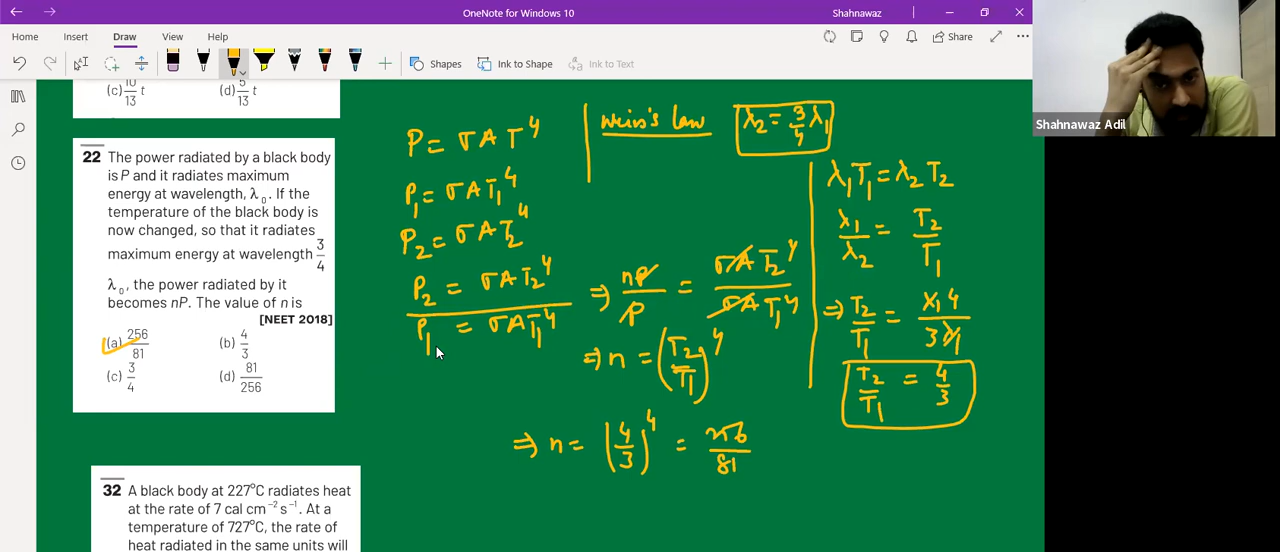 OneNote for Windows 10
Shahnawaz
Home Insert Draw View Help
Share
Shapes
Ink to Shape
Ink to Text
Shahnawaz Adil
(c) 10/13 t (d) 5/13 t
22 The power radiated by a black body
is P and it radiates maximum
energy at wavelength, λ₀. If the
temperature of the black body is
now changed, so that it radiates
maximum energy at wavelength 3/4
λ₀, the power radiated by it
becomes nP. The value of n is
[NEET 2018]
(a) 256/81 (b) 4/3
(c) 3/4 (d) 81/256
32 A black body at 227°C radiates heat
at the rate of 7 cal cm⁻² s⁻¹. At a
temperature of 727°C, the rate of
heat radiated in the same units will
P = σAT⁴
P₁ = σAT₁⁴
P₂ = σAT₂⁴
P₂/P₁ = σAT₂⁴/σAT₁⁴
⇒ nP/P = σAT₂⁴/σAT₁⁴
⇒ n = (T₂/T₁)⁴
⇒ n = (4/3)⁴ = 256/81
Wein's law
λ₂ = 3/4 λ₁
λ₁T₁ = λ₂T₂
λ₁/λ₂ = T₂/T₁
⇒ T₂/T₁ = λ₁4/3λ₁
T₂/T₁ = 4/3